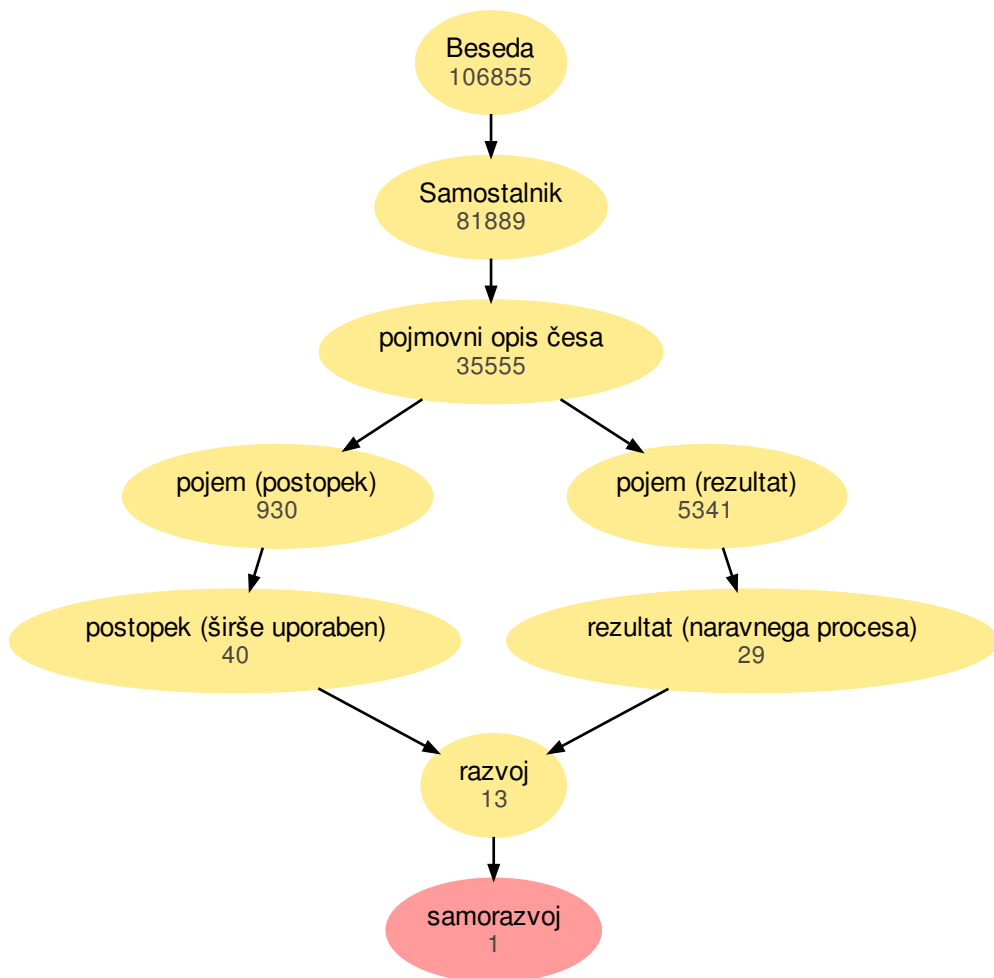 Beseda
106855
Samostalnik
81889
pojmovni opis česa
35555
pojem (postopek)
930
pojem (rezultat)
5341
postopek (širše uporaben)
40
rezultat (naravnega procesa)
29
razvoj
13
samorazvoj
1